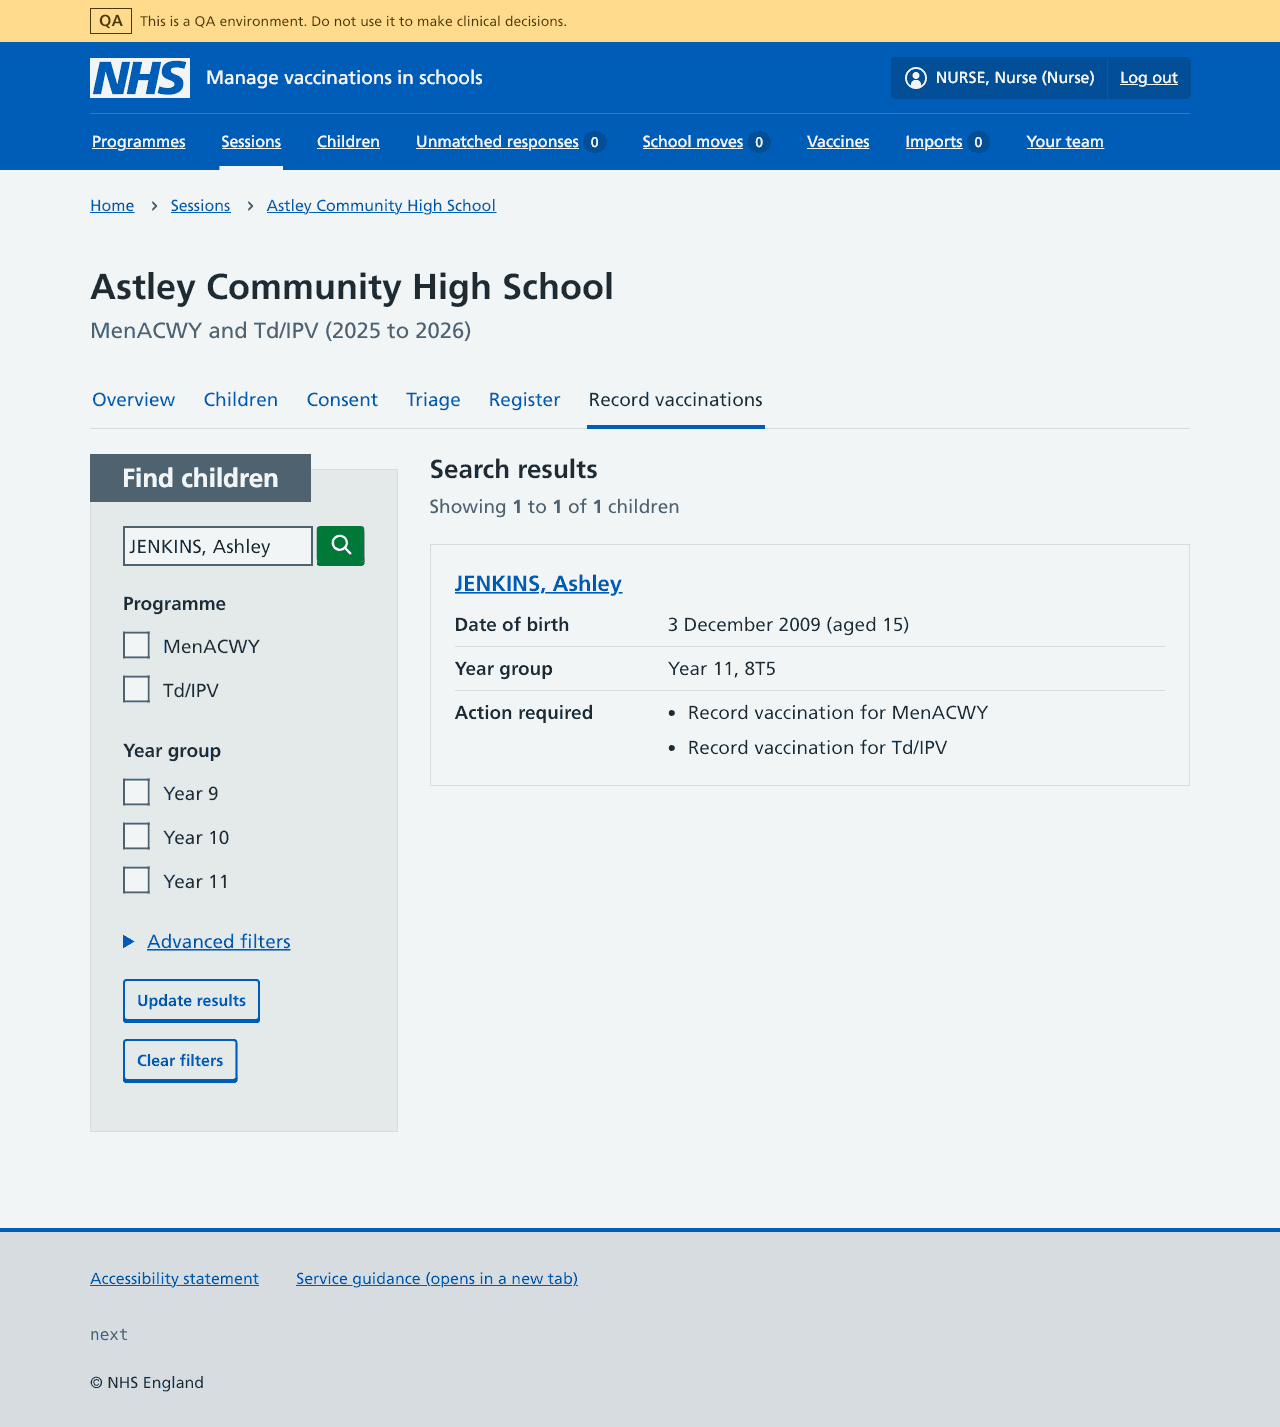 QA This is a QA environment. Do not use it to make clinical decisions.
NHS Manage vaccinations in schools NURSE, Nurse (Nurse) Log out
Programmes Sessions Children Unmatched responses 0 School moves 0 Vaccines Imports 0 Your team
Home Sessions Astley Community High School
Astley Community High School
MenACWY and Td/IPV (2025 to 2026)
Overview Children Consent Triage Register Record vaccinations
Find children
JENKINS, Ashley
Programme
MenACWY
Td/IPV
Year group
Year 9
Year 10
Year 11
Advanced filters
Update results
Clear filters
Search results
Showing 1 to 1 of 1 children
JENKINS, Ashley
Date of birth 3 December 2009 (aged 15)
Year group Year 11, 8T5
Action required • Record vaccination for MenACWY
• Record vaccination for Td/IPV
Accessibility statement Service guidance (opens in a new tab)
next
© NHS England